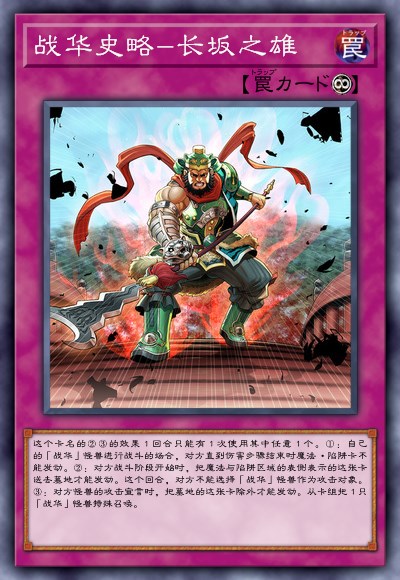 战华史略-长坂之雄
トラップ
罠
トラップ
【罠カード】
这个卡名的②③的效果1回合只能有1次使用其中任意1个。①：自己
的「战华」怪兽进行战斗的场合，对方直到伤害步骤结束时魔法·陷阱卡不
能发动。②：对方战斗阶段开始时，把魔法与陷阱区域的表侧表示的这张卡
送去墓地才能发动。这个回合，对方不能选择「战华」怪兽作为攻击对象。
③：对方怪兽的攻击宣言时，把墓地的这张卡除外才能发动。从卡组把1只
「战华」怪兽特殊召唤。